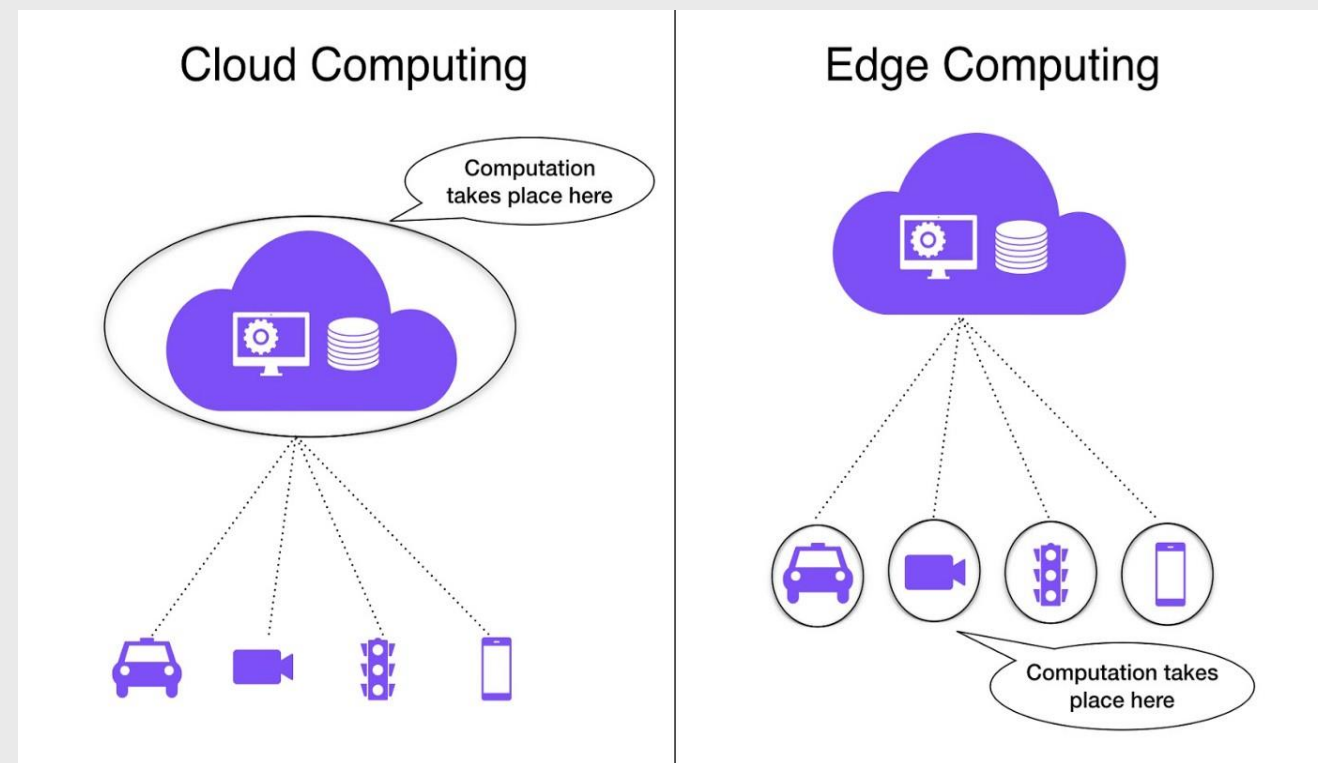 Cloud Computing
Computation
takes place here
Edge Computing
Computation takes
place here